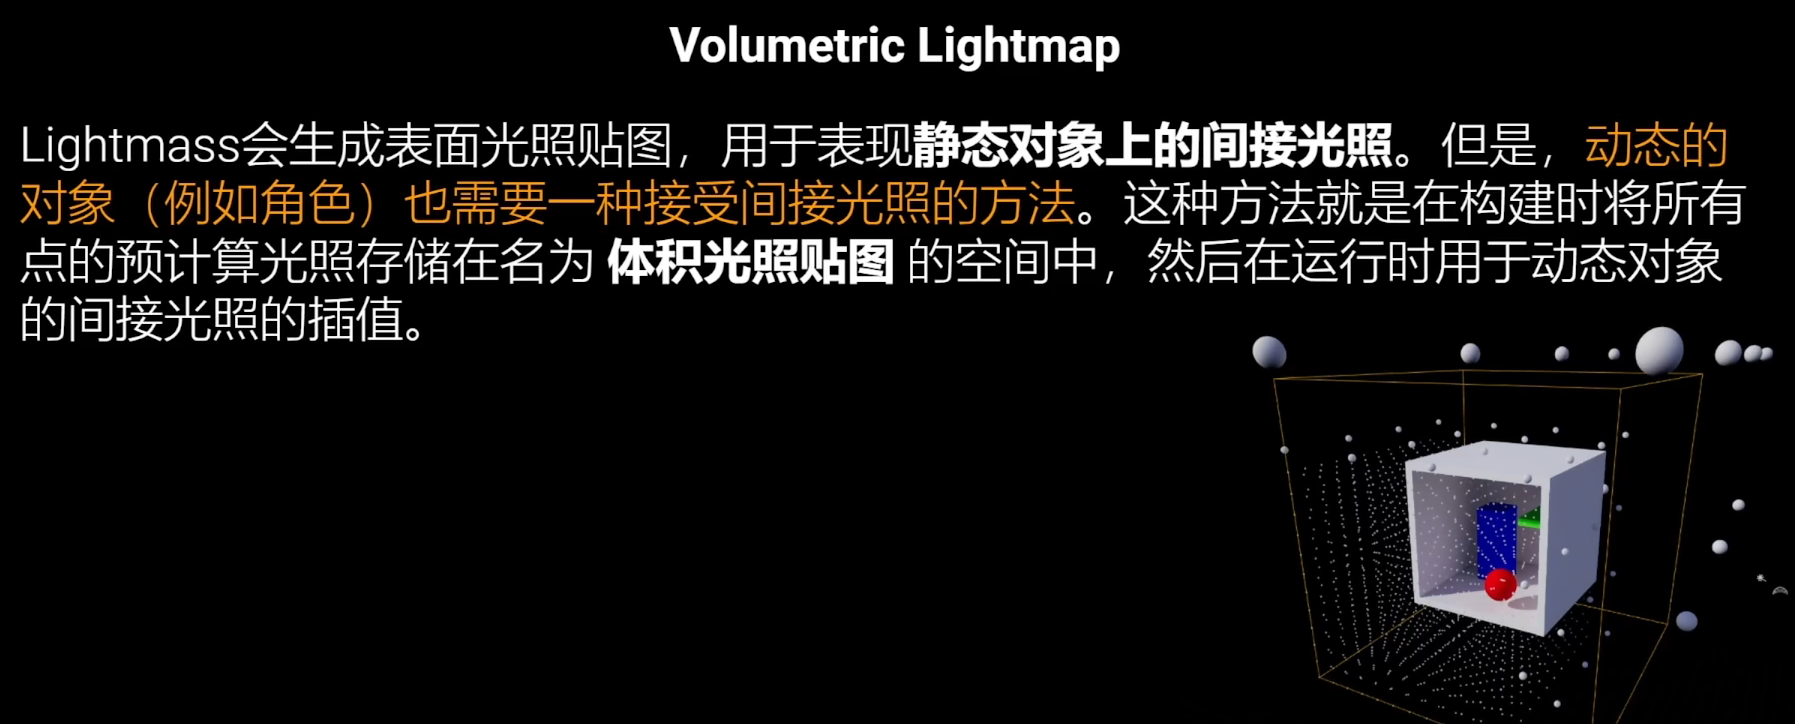 Volumetric Lightmap
Lightmass会生成表面光照贴图，用于表现静态对象上的间接光照。但是，动态的
对象（例如角色）也需要一种接受间接光照的方法。这种方法就是在构建时将所有
点的预计算光照存储在名为 体积光照贴图 的空间中，然后在运行时用于动态对象
的间接光照的插值。